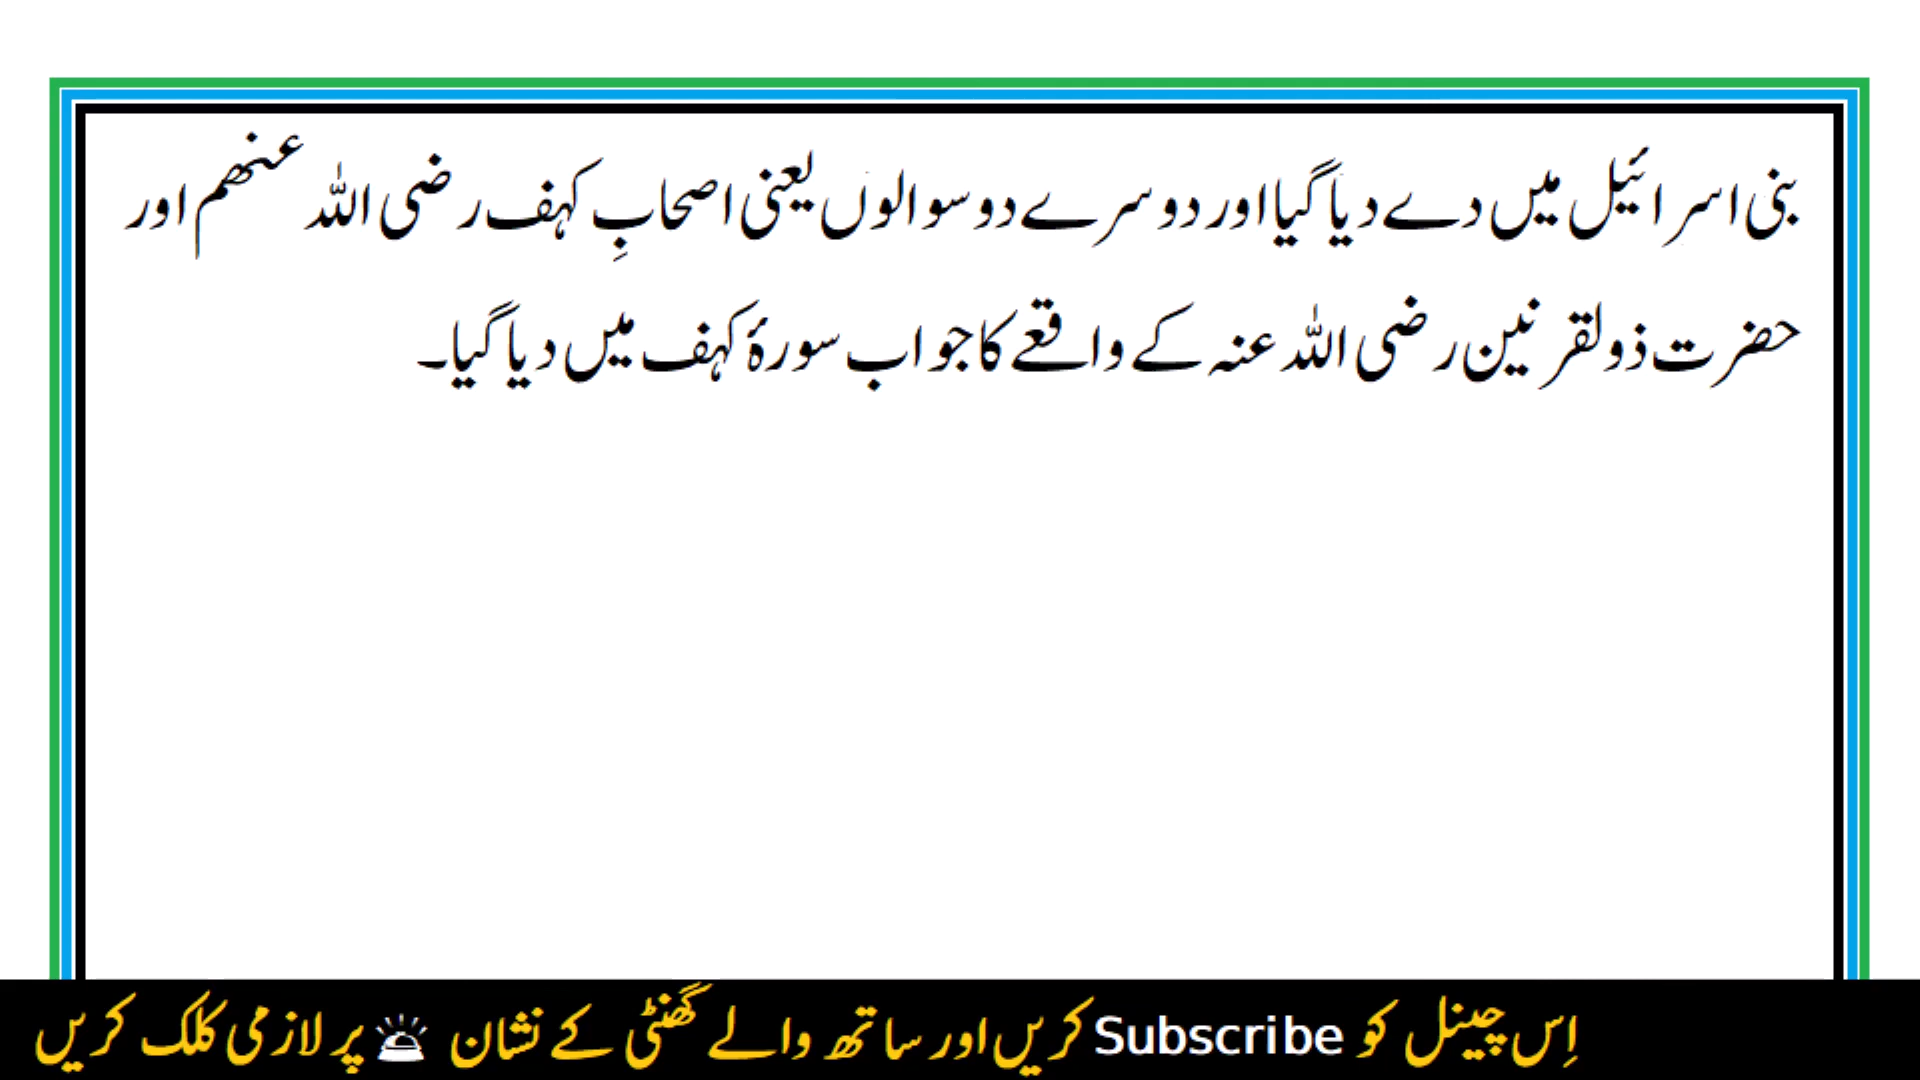 بنی اسرائیل میں دے دیا گیا اور دوسرے دو سوالوں یعنی اصحابِ کہف رضی اللہ عنھم اور
حضرت ذولقرنین رضی اللہ عنہ کے واقعے کا جواب سورۂ کہف میں دیا گیا۔
اِس چینل کو Subscribe کریں اور ساتھ والے گھنٹی کے نشان پر لازمی کلک کریں